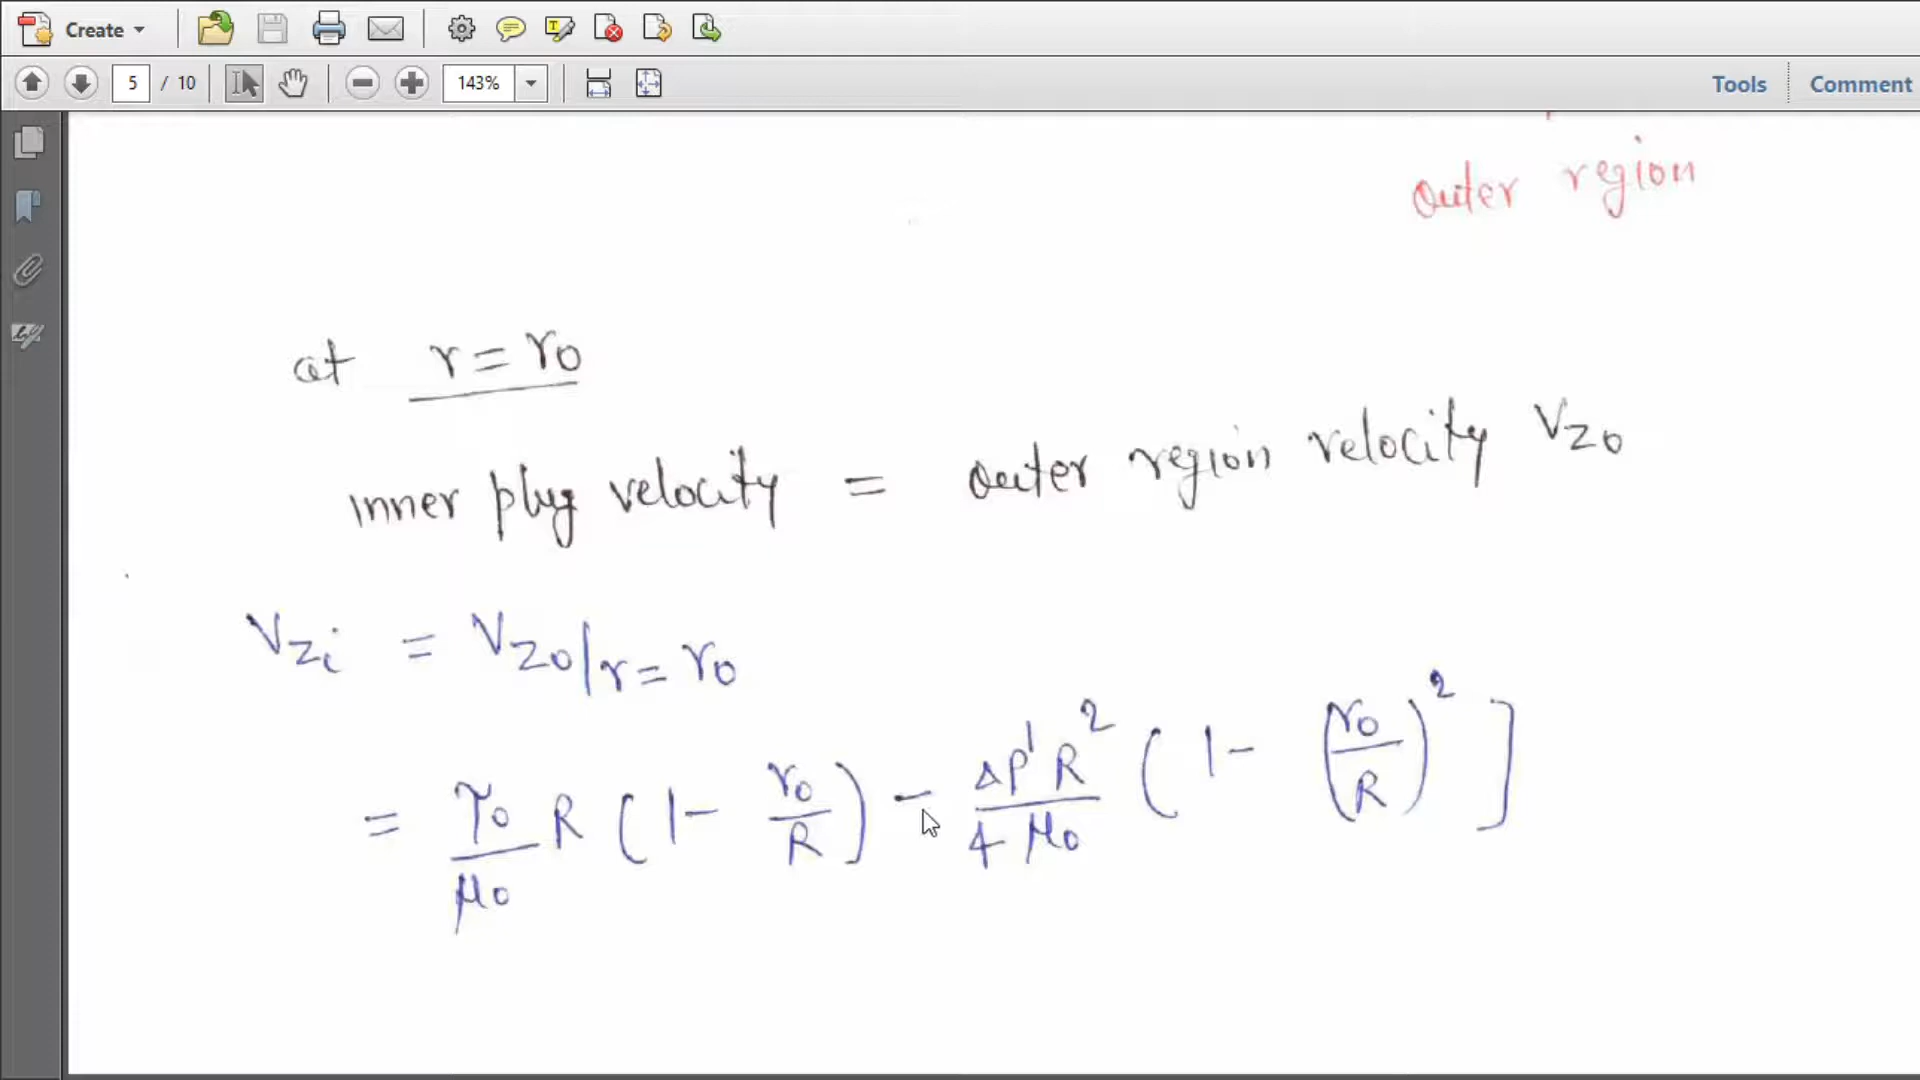 Create
5 / 10 143% Tools Comment
outer region
at r = r₀
inner plug velocity = outer region velocity Vz₀
Vzᵢ = Vz₀|r = r₀
= τ₀/μ₀ R (1 - r₀/R) - ΔP' R²/4 μ₀ (1 - (r₀/R)²]